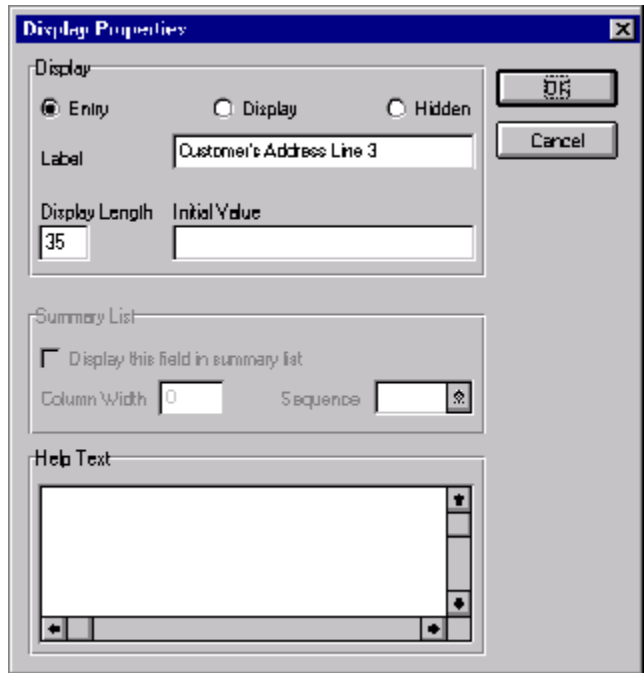 Display Properties
Display
Entry
Display
Hidden
OK
Cancel
Label
Customer's Address Line 3
Display Length
Initial Value
35
Summary List
Display this field in summary list
Column Width
0
Sequence
Help Text